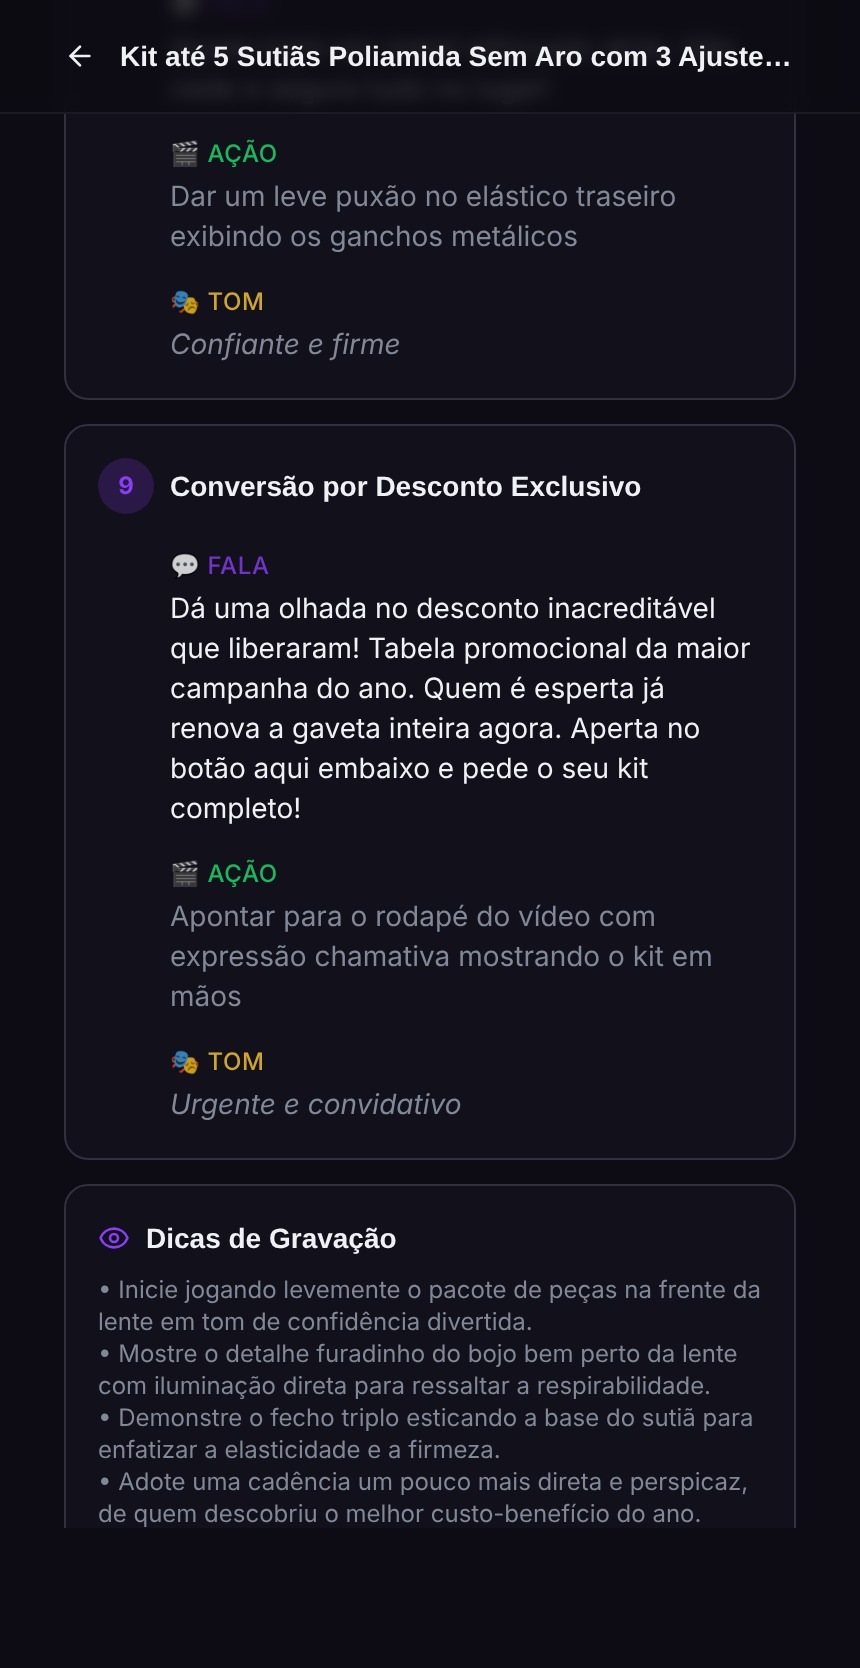 Kit até 5 Sutiãs Poliamida Sem Aro com 3 Ajuste...
🎬 AÇÃO
Dar um leve puxão no elástico traseiro
exibindo os ganchos metálicos
🎭 TOM
Confiante e firme
9 Conversão por Desconto Exclusivo
💬 FALA
Dá uma olhada no desconto inacreditável
que liberaram! Tabela promocional da maior
campanha do ano. Quem é esperta já
renova a gaveta inteira agora. Aperta no
botão aqui embaixo e pede o seu kit
completo!
🎬 AÇÃO
Apontar para o rodapé do vídeo com
expressão chamativa mostrando o kit em
mãos
🎭 TOM
Urgente e convidativo
Dicas de Gravação
• Inicie jogando levemente o pacote de peças na frente da
lente em tom de confidência divertida.
• Mostre o detalhe furadinho do bojo bem perto da lente
com iluminação direta para ressaltar a respirabilidade.
• Demonstre o fecho triplo esticando a base do sutiã para
enfatizar a elasticidade e a firmeza.
• Adote uma cadência um pouco mais direta e perspicaz,
de quem descobriu o melhor custo-benefício do ano.